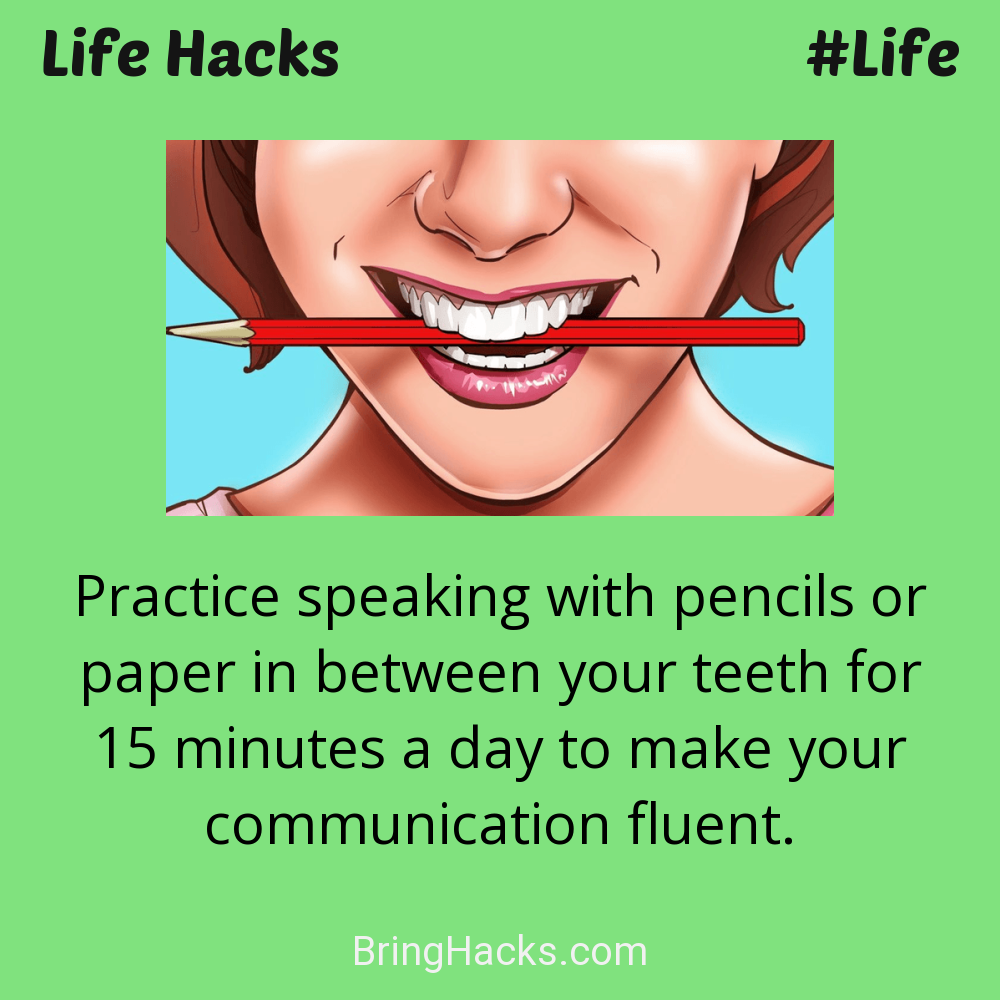 Life Hacks #Life
Practice speaking with pencils or
paper in between your teeth for
15 minutes a day to make your
communication fluent.
BringHacks.com